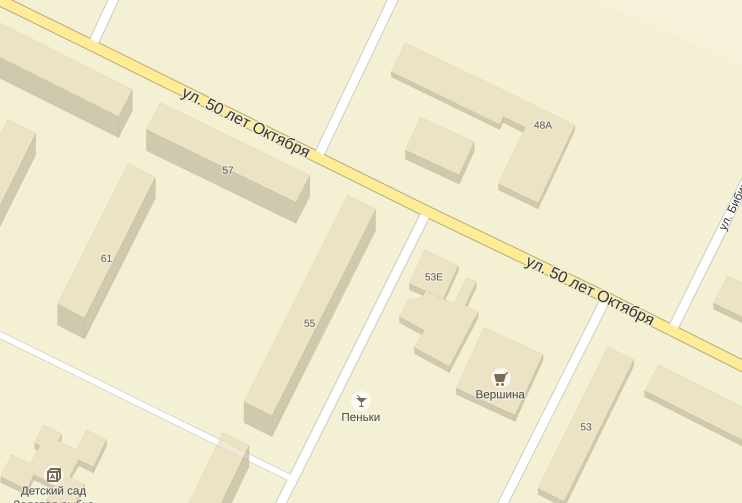 ул. 50 лет Октября
48А
57
61
53Е
ул. 50 лет Октября
55
Вершина
Пеньки
53
Детский сад